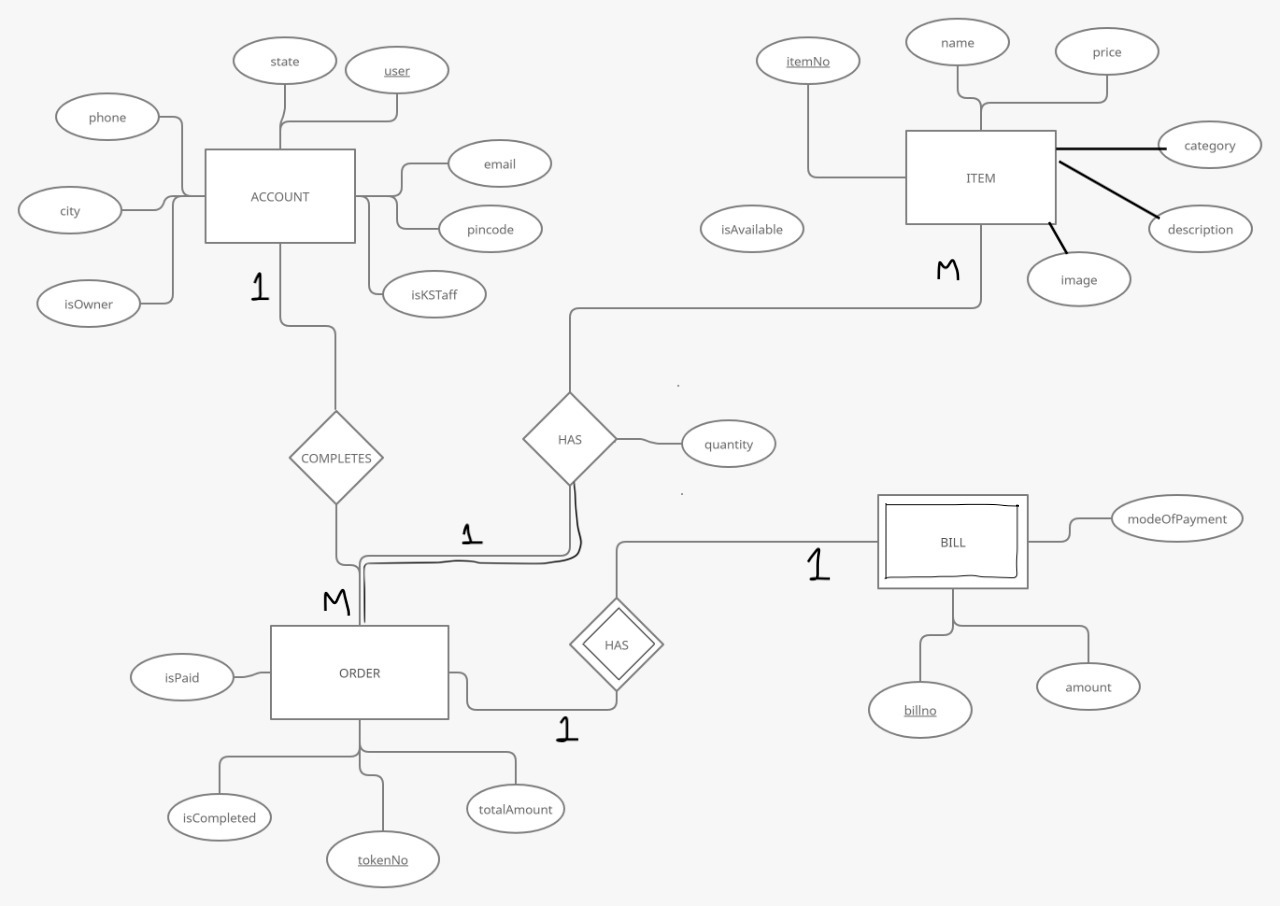 state
user
phone
email
ACCOUNT
city
pincode
isOwner
isKSTaff
1
itemNo
name
price
ITEM
category
isAvailable
description
image
M
COMPLETES
HAS
quantity
1
M
BILL
modeOfPayment
1
HAS
billno
amount
1
ORDER
isPaid
isCompleted
totalAmount
tokenNo